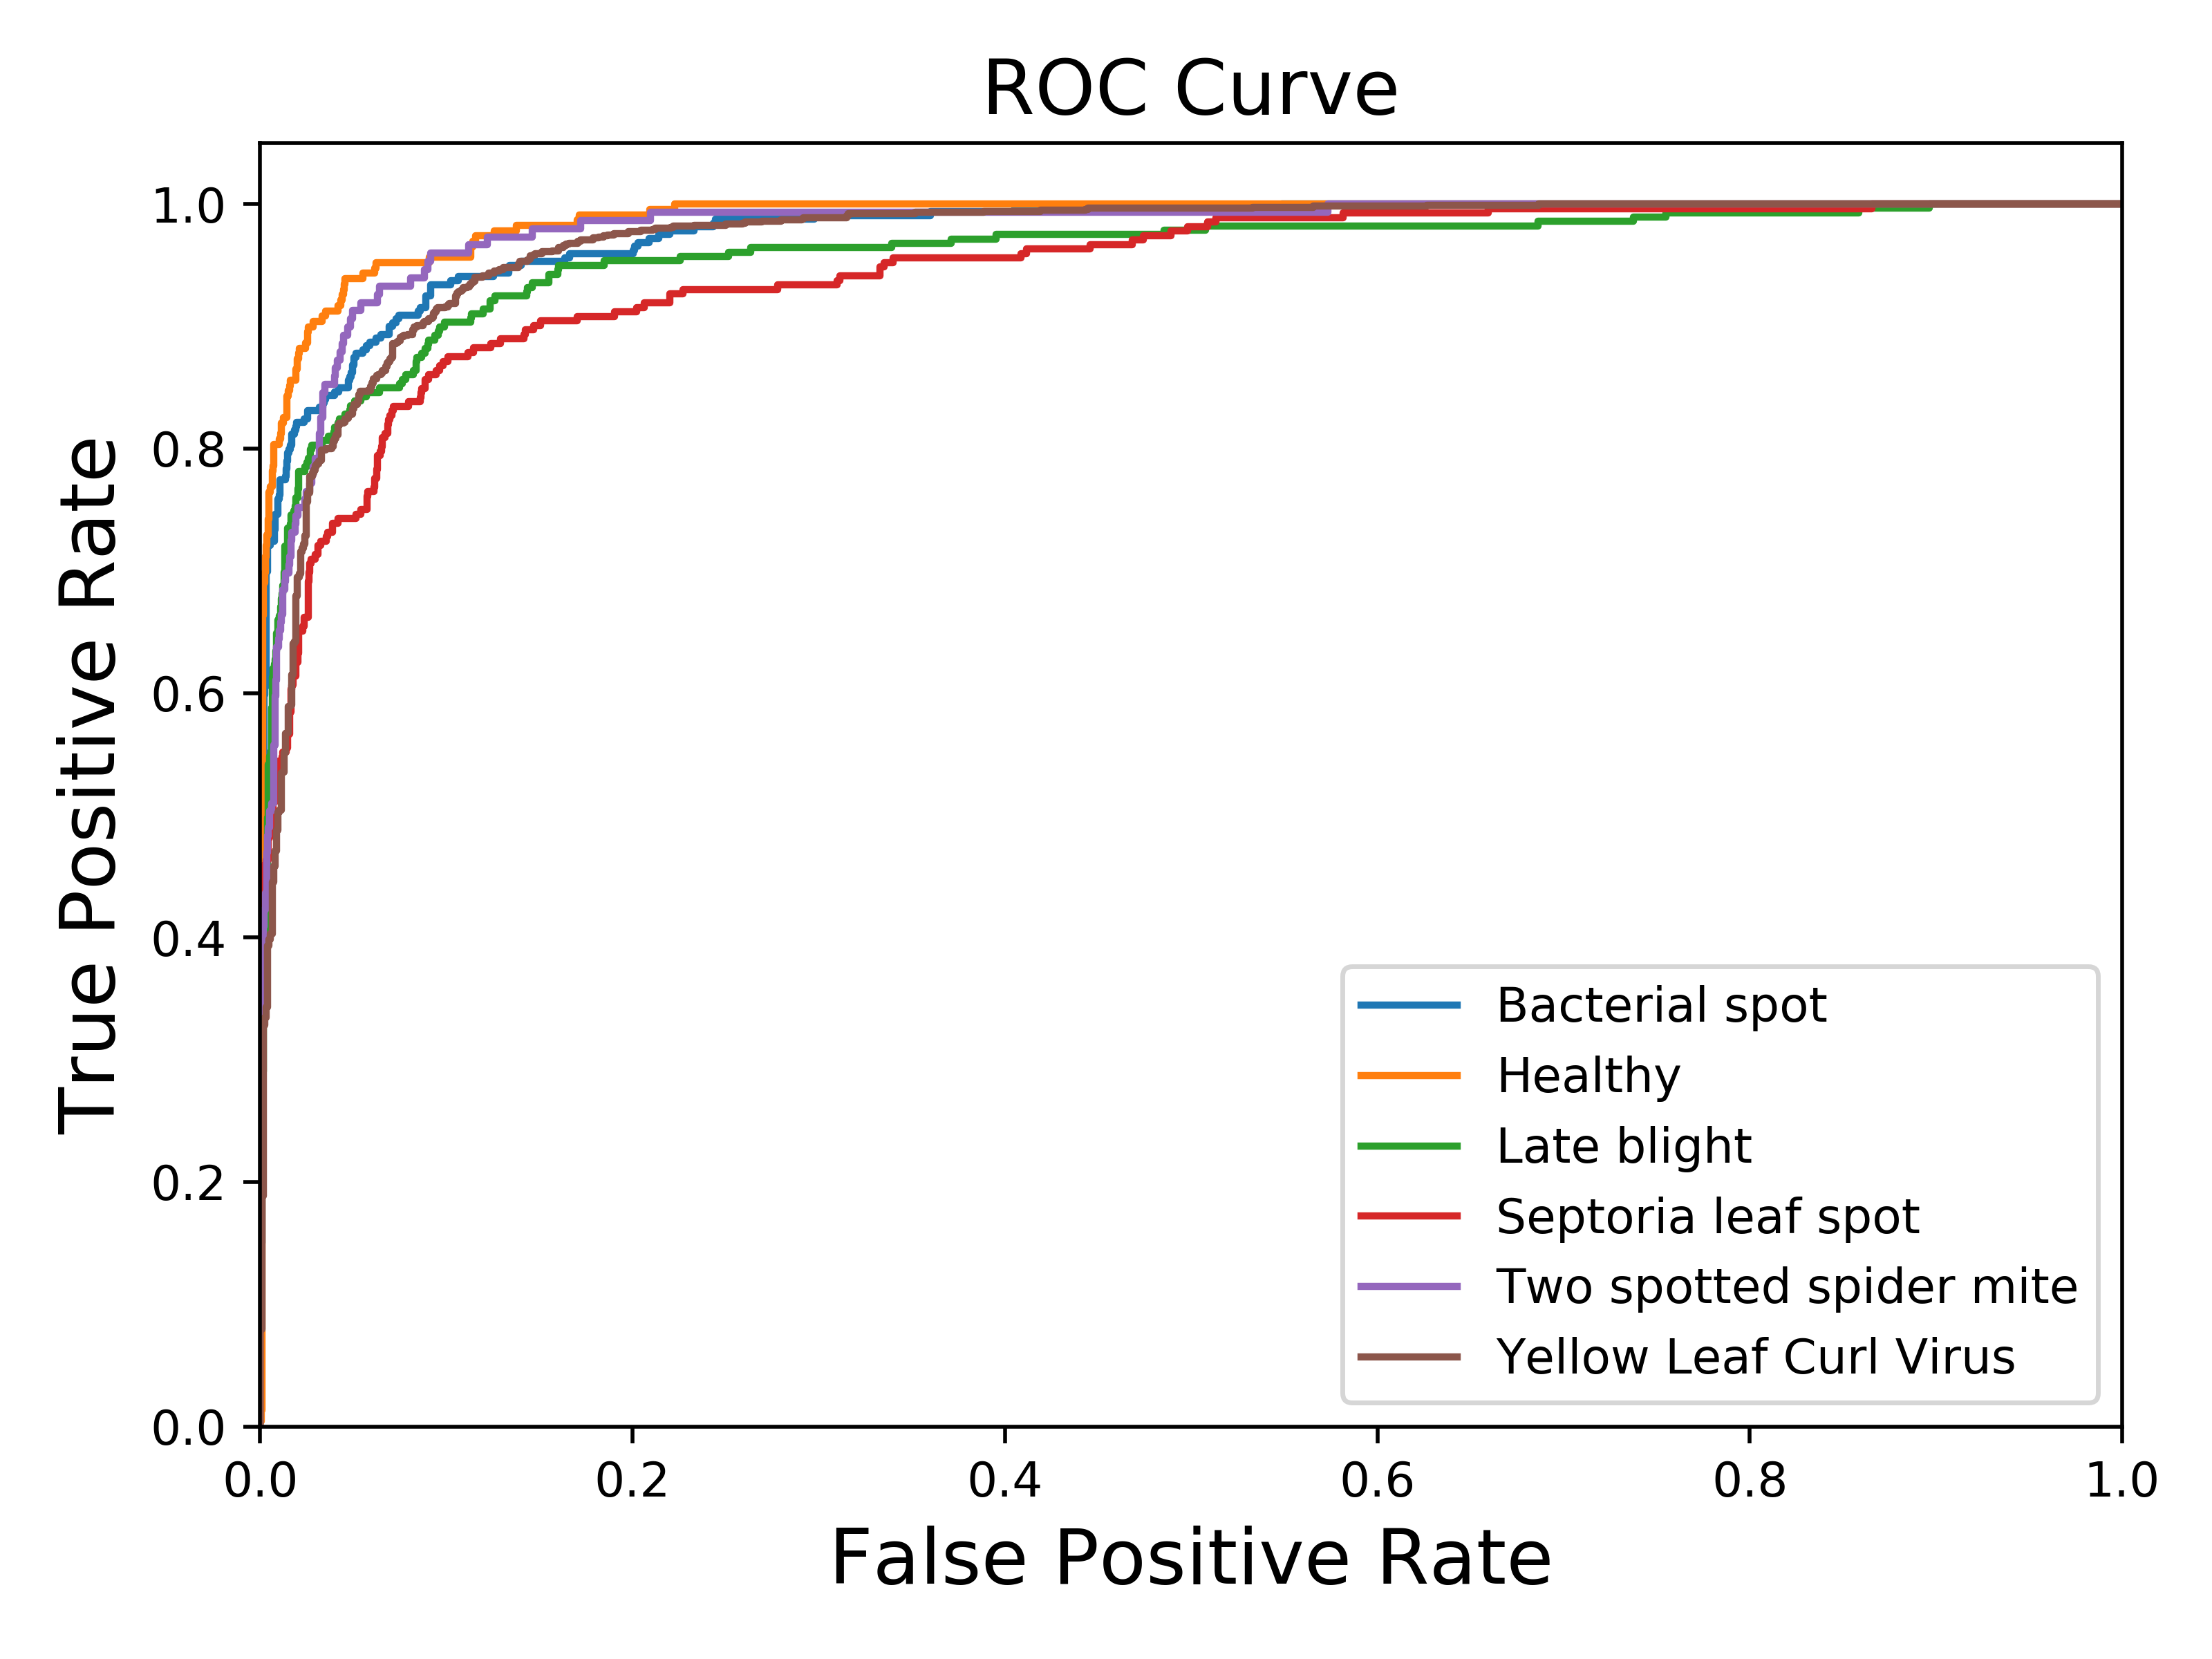 ROC Curve
True Positive Rate
1.0
0.8
0.6
0.4
0.2
0.0
Bacterial spot
Healthy
Late blight
Septoria leaf spot
Two spotted spider mite
Yellow Leaf Curl Virus
0.0 0.2 0.4 0.6 0.8 1.0
False Positive Rate